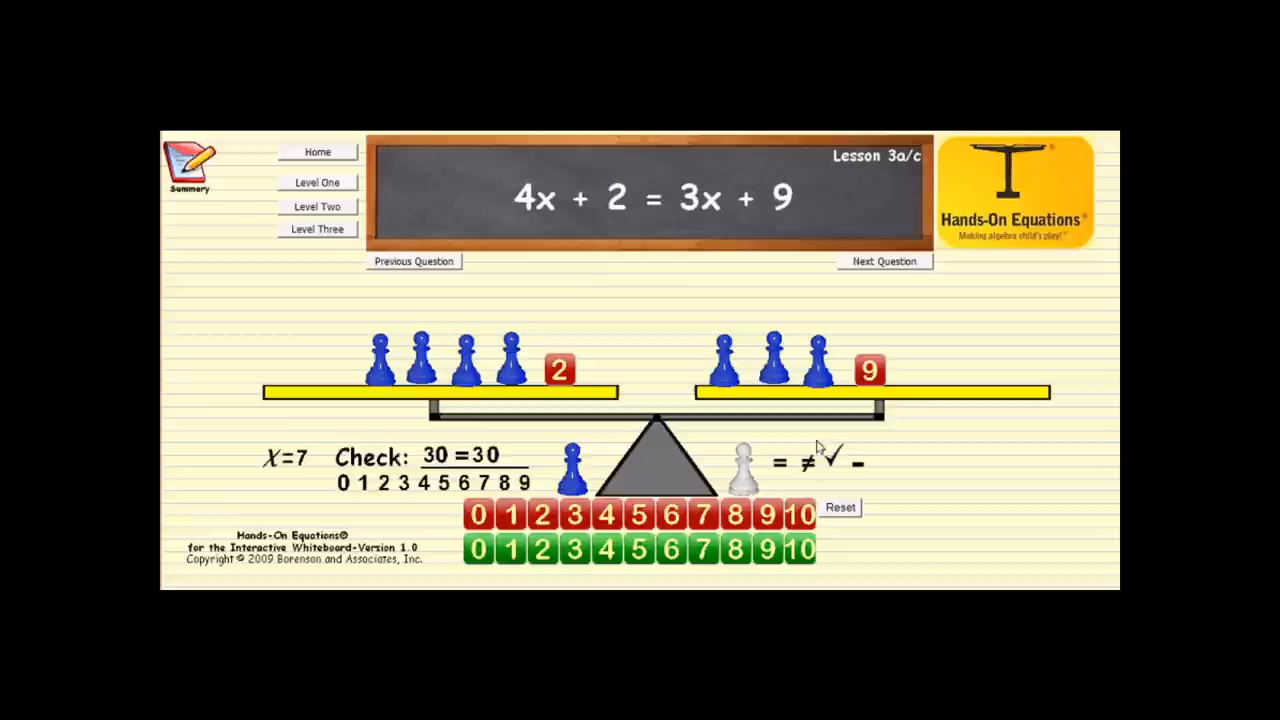 Summary
Home
Level One
Level Two
Level Three
Lesson 3a/c
4x + 2 = 3x + 9
Hands-On Equations®
Making algebra child's play!®
Previous Question
Next Question
2
9
x=7
Check: 30 =30
0 1 2 3 4 5 6 7 8 9
= ≠ ✓ -
0 1 2 3 4 5 6 7 8 9 10
Reset
0 1 2 3 4 5 6 7 8 9 10
Hands-On Equations®
for the Interactive Whiteboard-Version 1.0
Copyright © 2009 Borenson and Associates, Inc.